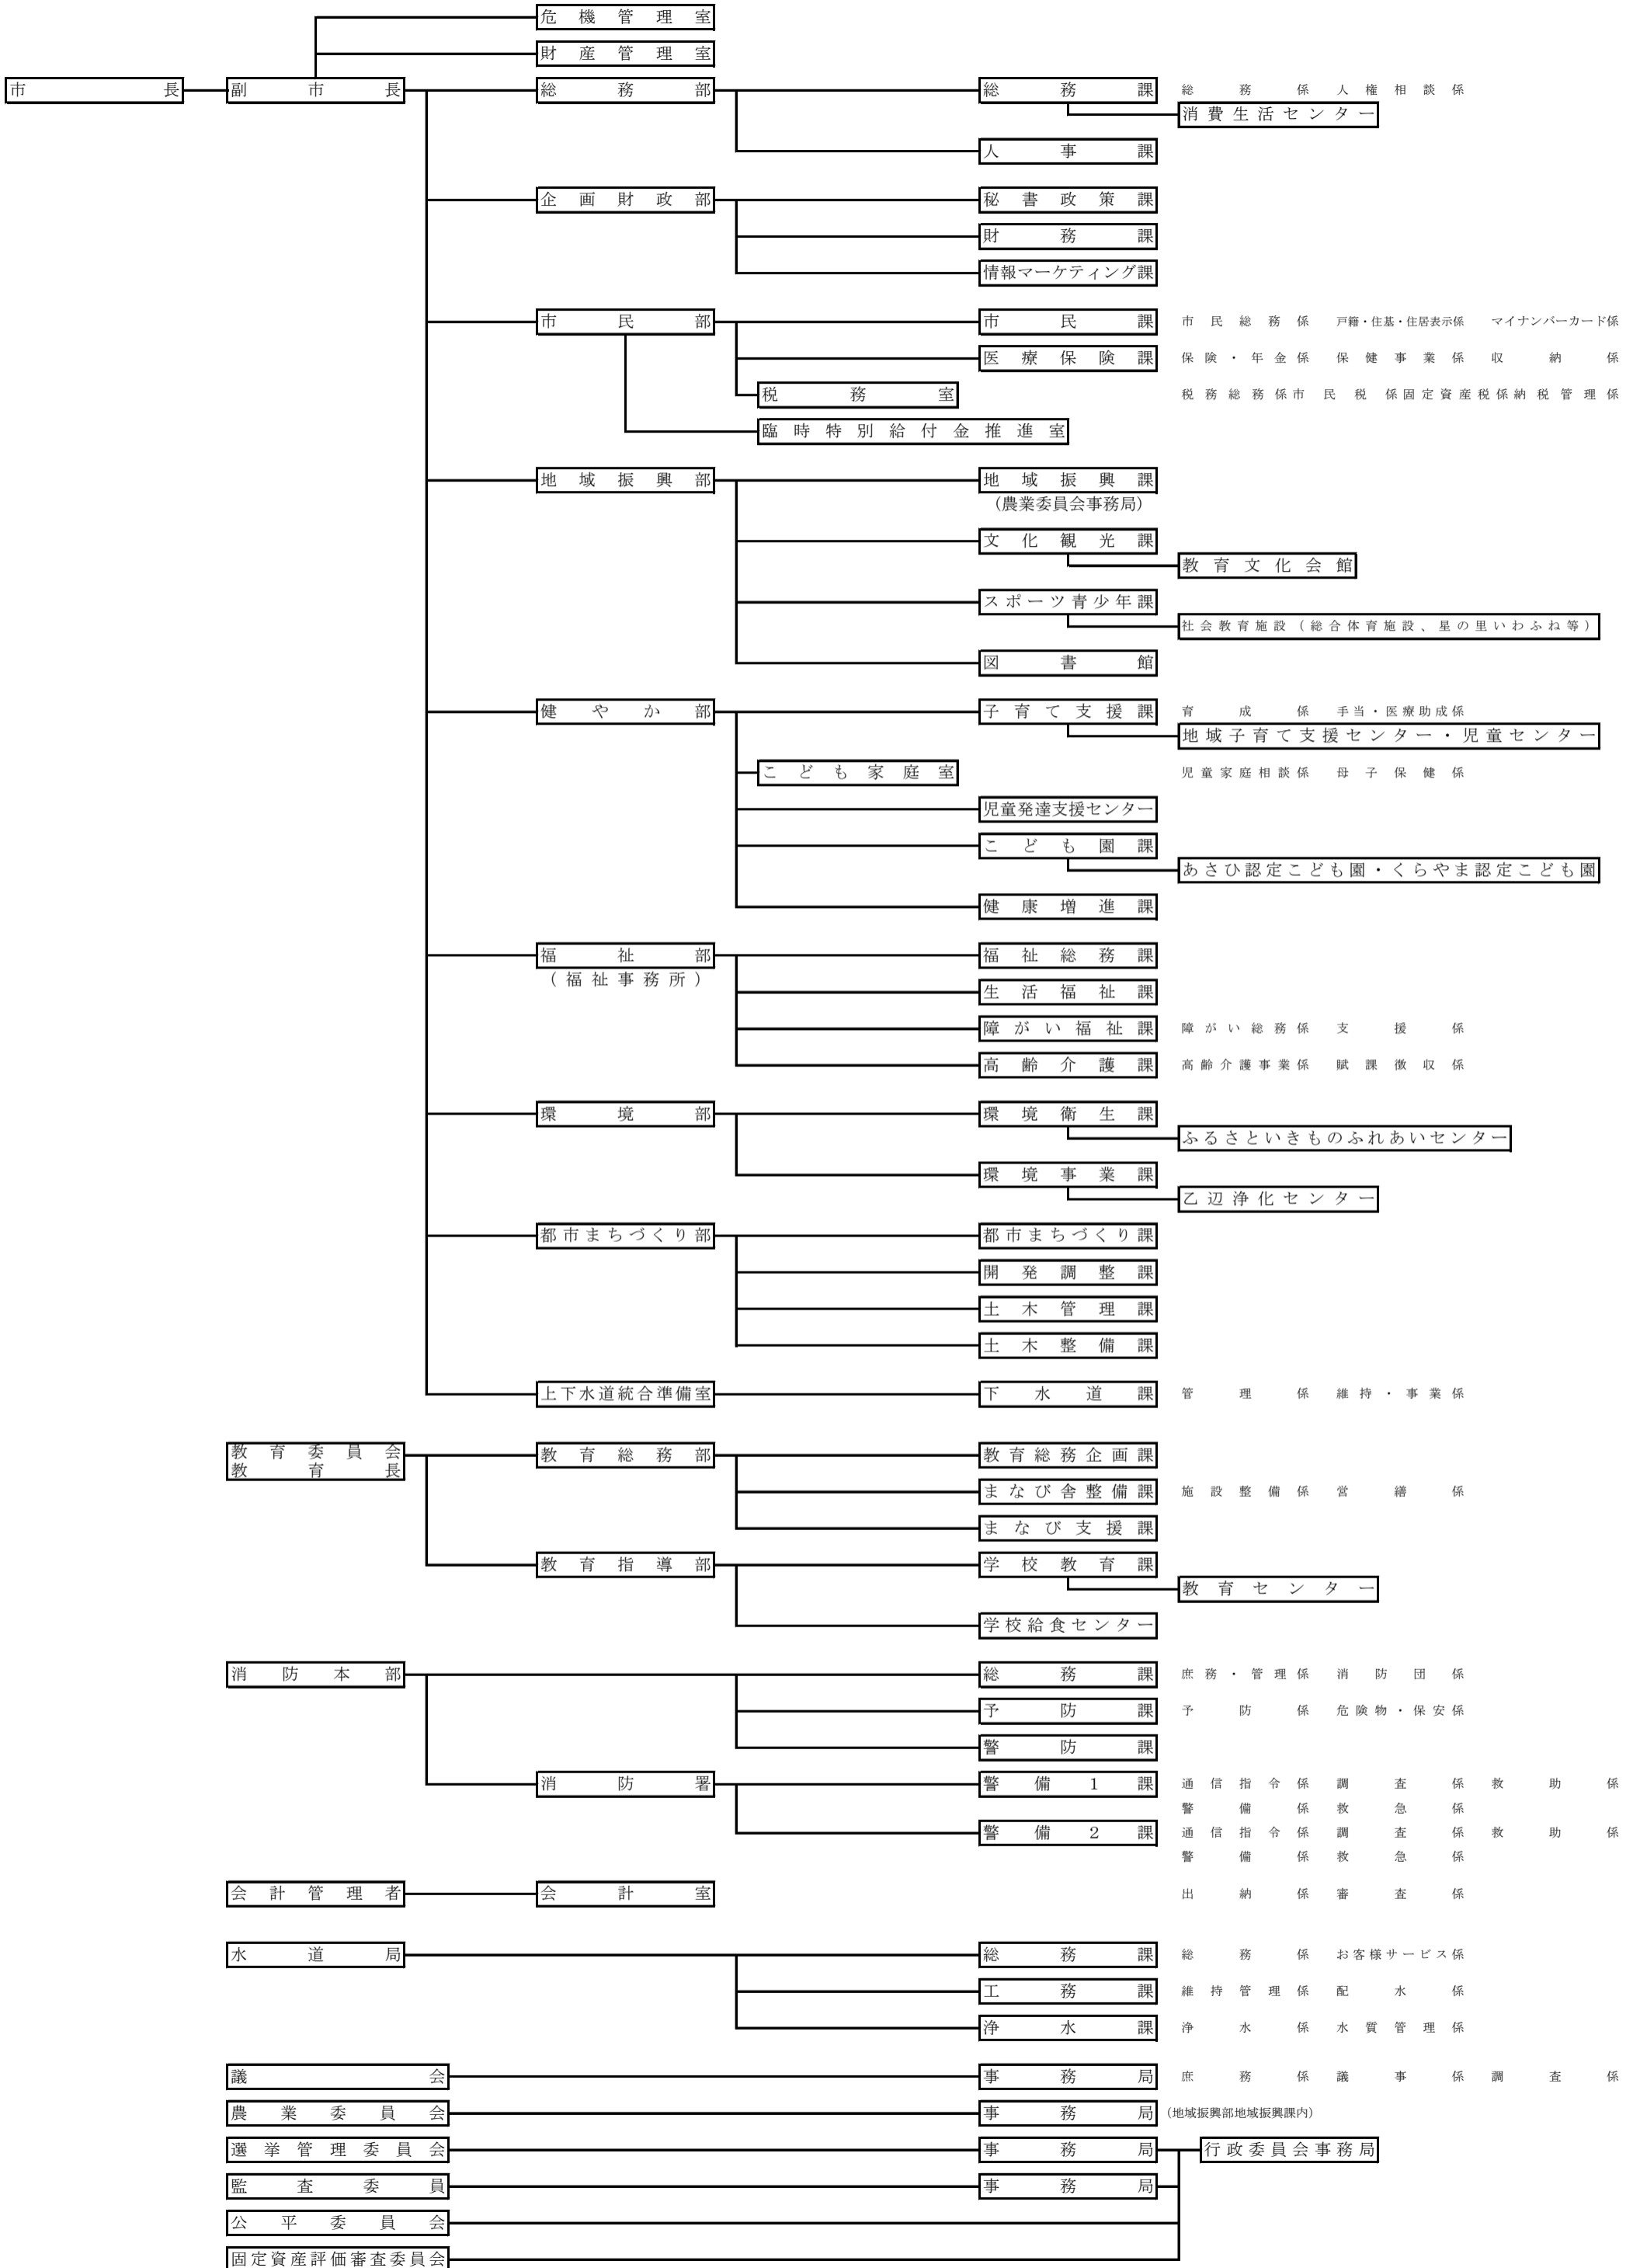 危機管理室
財産管理室
市長 副市長 総務部 総務課 総務係 人権相談係
消費生活センター
人事課
企画財政部 秘書政策課
財務課
情報マーケティング課
市民部 市民課 市民総務係 戸籍・住基・住居表示係 マイナンバーカード係
医療保険課 保険・年金係 保健事業係 収納係
税務室 税務総務係 市民税係 固定資産税係 納税管理係
臨時特別給付金推進室
地域振興部 地域振興課
（農業委員会事務局）
文化観光課
教育文化会館
スポーツ青少年課
社会教育施設（総合体育施設、星の里いわふね等）
図書館
健やか部 子育て支援課 育成係 手当・医療助成係
地域子育て支援センター・児童センター
こども家庭室 児童家庭相談係 母子保健係
児童発達支援センター
こども園課
あさひ認定こども園・くらやま認定こども園
健康増進課
福祉部 福祉総務課
（福祉事務所）
生活福祉課
障がい福祉課 障がい総務係 支援係
高齢介護課 高齢介護事業係 賦課徴収係
環境部 環境衛生課
ふるさといきものふれあいセンター
環境事業課
乙辺浄化センター
都市まちづくり部 都市まちづくり課
開発調整課
土木管理課
土木整備課
上下水道統合準備室 下水道課 管理係 維持・事業係
教育委員会
教育長 教育総務部 教育総務企画課
まなび舎整備課 施設整備係 営繕係
まなび支援課
教育指導部 学校教育課
教育センター
学校給食センター
消防本部 総務課 庶務・管理係 消防団係
予防課 予防係 危険物・保安係
警防課
消防署 警備1課 通信指令係 調査係 救助係
警備係 救急係
警備2課 通信指令係 調査係 救助係
警備係 救急係
会計管理者 会計室 出納係 審査係
水道局 総務課 総務係 お客様サービス係
工務課 維持管理係 配水係
浄水課 浄水係 水質管理係
議会 事務局 庶務係 議事係 調査係
農業委員会 事務局 （地域振興部地域振興課内）
選挙管理委員会 事務局 行政委員会事務局
監査委員 事務局
公平委員会
固定資産評価審査委員会